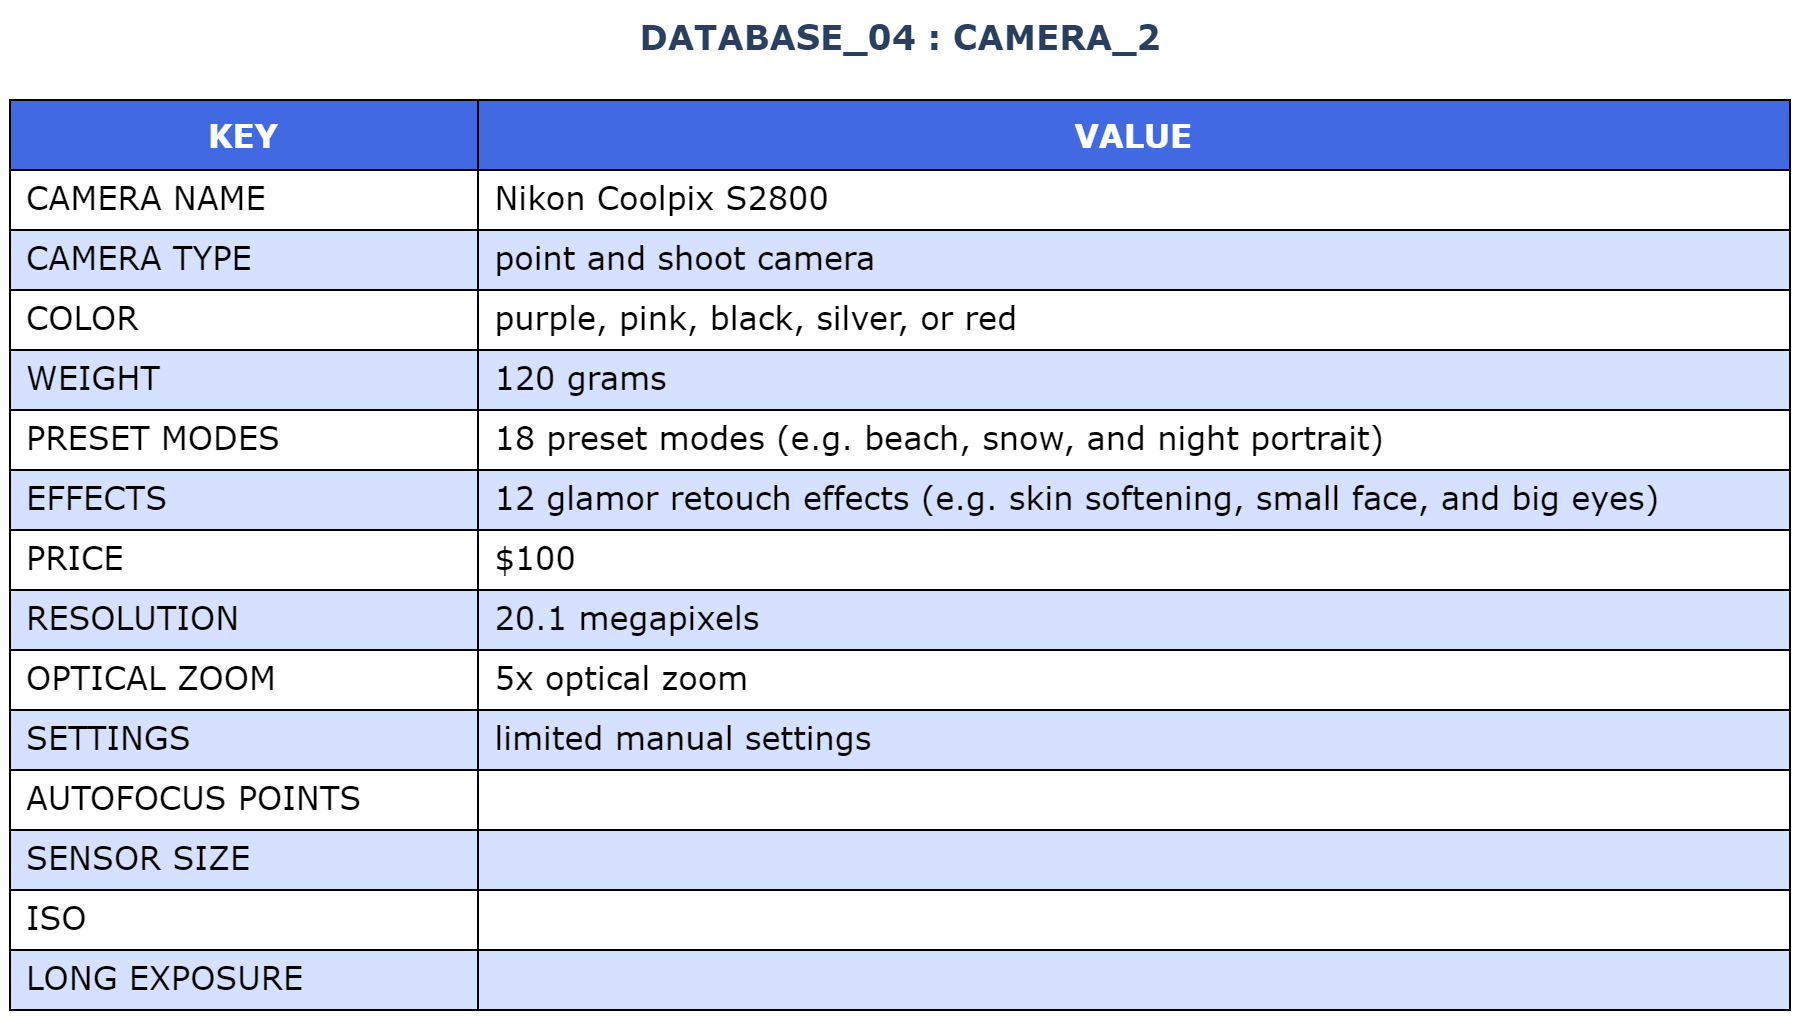 DATABASE_04 : CAMERA_2
KEY VALUE
CAMERA NAME Nikon Coolpix S2800
CAMERA TYPE point and shoot camera
COLOR purple, pink, black, silver, or red
WEIGHT 120 grams
PRESET MODES 18 preset modes (e.g. beach, snow, and night portrait)
EFFECTS 12 glamor retouch effects (e.g. skin softening, small face, and big eyes)
PRICE $100
RESOLUTION 20.1 megapixels
OPTICAL ZOOM 5x optical zoom
SETTINGS limited manual settings
AUTOFOCUS POINTS
SENSOR SIZE
ISO
LONG EXPOSURE